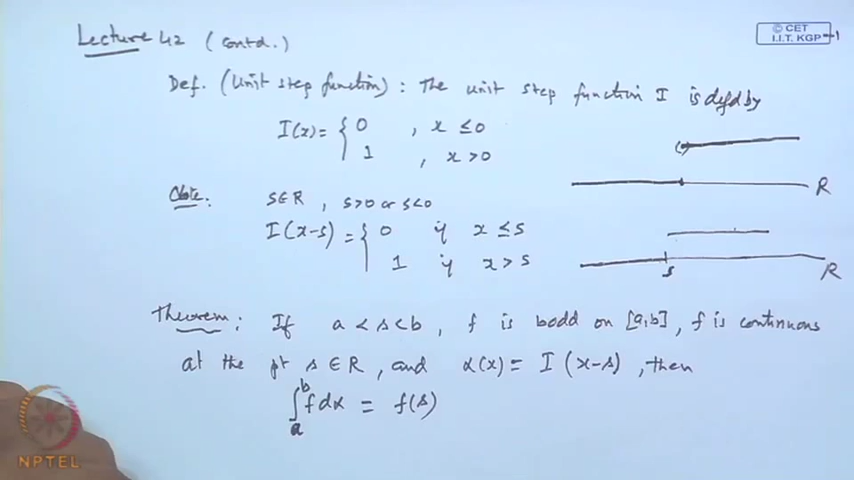 Lecture 42 (contd.)
© CET
I.I.T. KGP
Def. (Unit step function) : The unit step function I is defd by
I(x) = { 0 , x ≤ 0
1 , x > 0
R
Note: s ∈ R , s>0 or s<0
I(x-s) = { 0 if x ≤ s
1 if x > s
s
R
Theorem: If a < s < b , f is bodd on [a,b] , f is continuous
at the pt s ∈ R , and α(x) = I(x-s) , then
∫_a^b f dα = f(s)
NPTEL